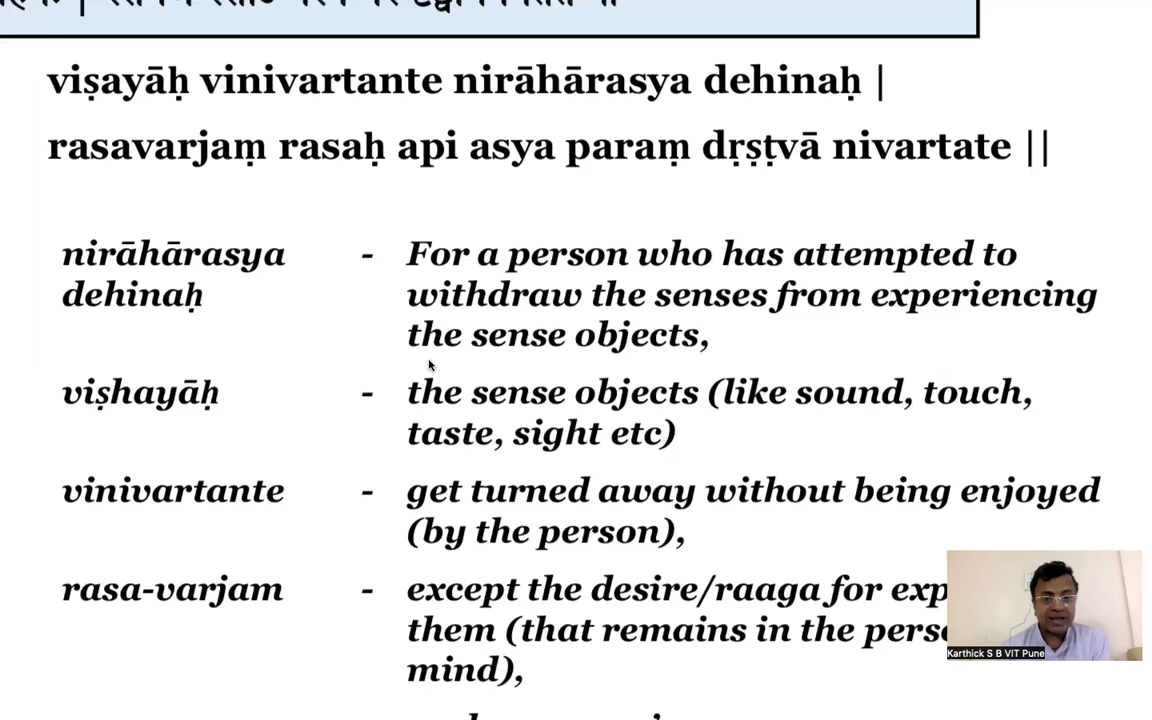 viṣayāḥ vinivartante nirāhārasya dehinaḥ |
rasavarjaṃ rasaḥ api asya paraṃ dṛṣṭvā nivartate ||
nirāhārasya - For a person who has attempted to
dehinaḥ withdraw the senses from experiencing
the sense objects,
viṣhayāḥ - the sense objects (like sound, touch,
taste, sight etc)
vinivartante - get turned away without being enjoyed
(by the person),
rasa-varjam - except the desire/raaga for
them (that remains in the
mind),
Karthick S B VIT Pune